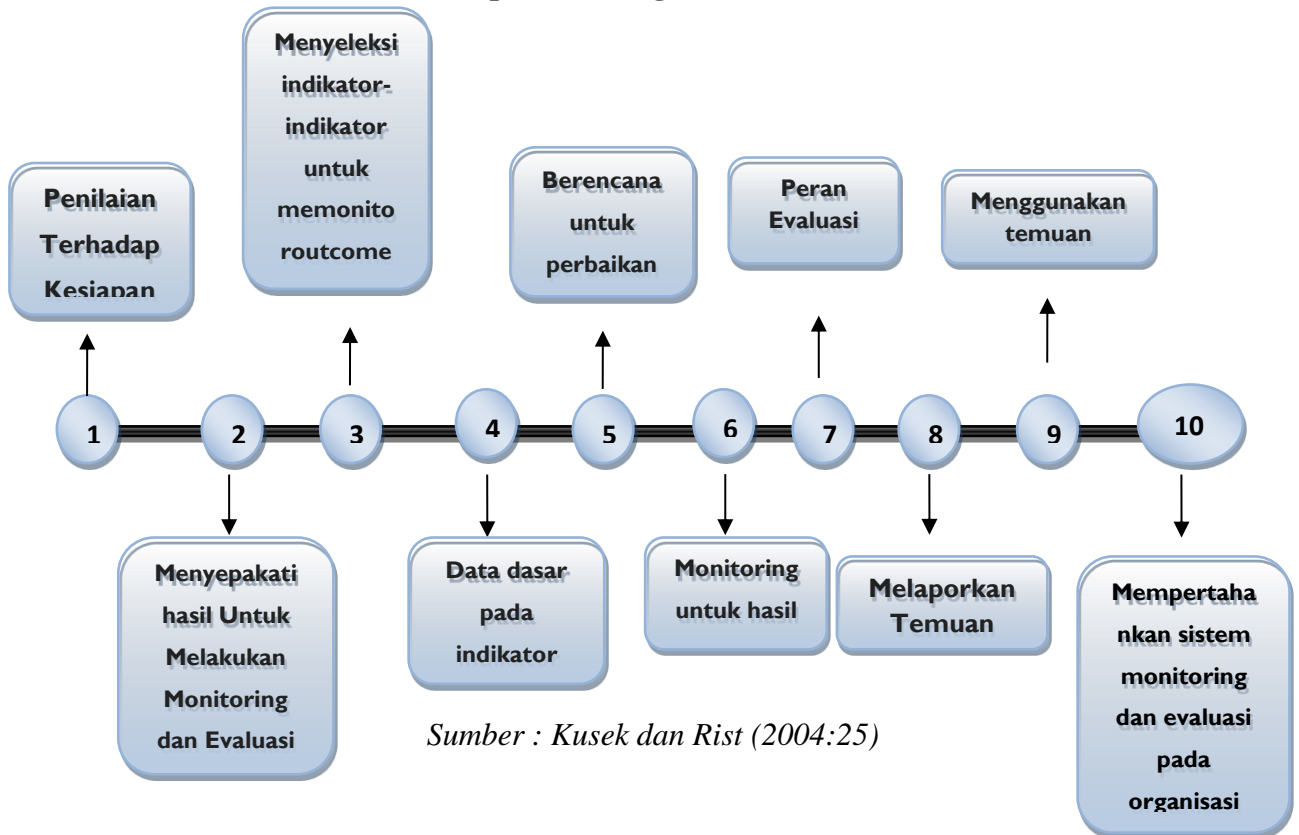 Menyeleksi
indikator-
indikator
untuk
memonito
routcome
Penilaian
Terhadap
Kesiapan
Berencana
untuk
perbaikan
Peran
Evaluasi
Menggunakan
temuan
1
2
3
4
5
6
7
8
9
10
Menyepakati
hasil Untuk
Melakukan
Monitoring
dan Evaluasi
Data dasar
pada
indikator
Monitoring
untuk hasil
Melaporkan
Temuan
Mempertaha
nkan sistem
monitoring
dan evaluasi
pada
organisasi
Sumber : Kusek dan Rist (2004:25)